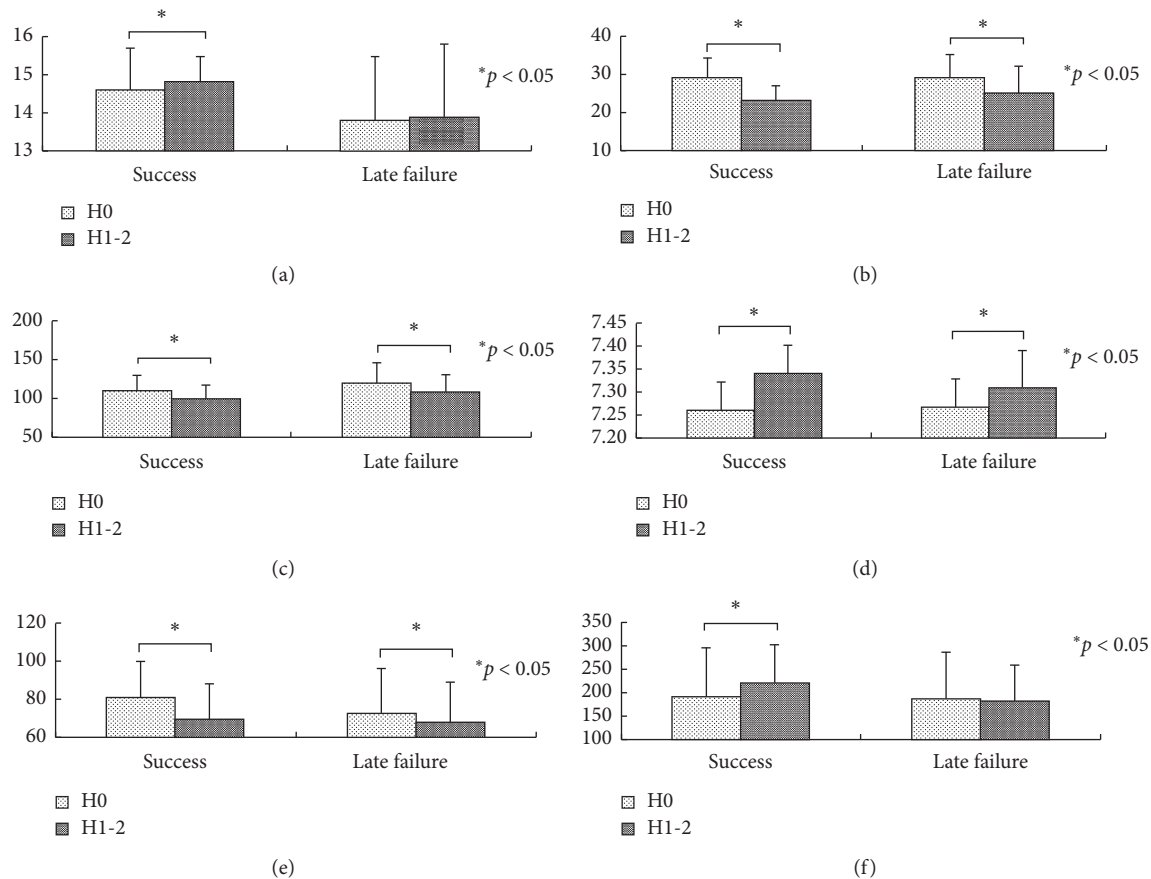 *
16
15
14
13
*p < 0.05
Success
Late failure
H0
H1-2
(a)
* *
40
30
20
10
*p < 0.05
Success
Late failure
H0
H1-2
(b)
* *
200
150
100
50
*p < 0.05
Success
Late failure
H0
H1-2
(c)
* *
7.45
7.40
7.35
7.30
7.25
7.20
*p < 0.05
Success
Late failure
H0
H1-2
(d)
* *
120
100
80
60
*p < 0.05
Success
Late failure
H0
H1-2
(e)
*
350
300
250
200
150
100
*p < 0.05
Success
Late failure
H0
H1-2
(f)